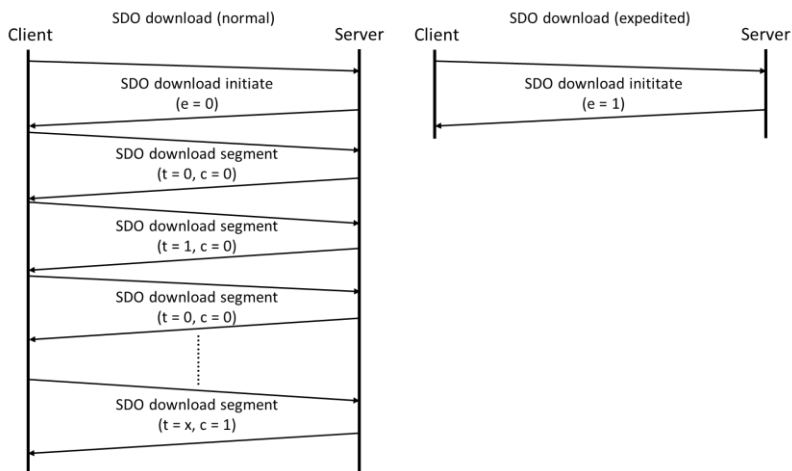 SDO download (normal)
Client
Server
SDO download initiate
(e = 0)
SDO download segment
(t = 0, c = 0)
SDO download segment
(t = 1, c = 0)
SDO download segment
(t = 0, c = 0)
SDO download segment
(t = x, c = 1)
SDO download (expedited)
Client
Server
SDO download inititate
(e = 1)